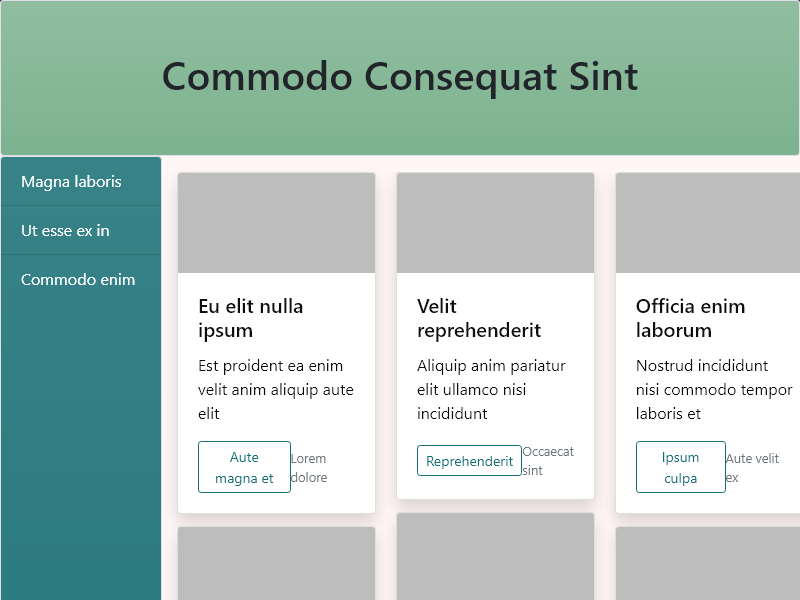 Commodo Consequat Sint
Magna laboris
Ut esse ex in
Commodo enim
Eu elit nulla
ipsum
Est proident ea enim
velit anim aliquip aute
elit
Aute
magna et
Lorem
dolore
Velit
reprehenderit
Aliquip anim pariatur
elit ullamco nisi
incididunt
Reprehenderit
Occaecat
sint
Officia enim
laborum
Nostrud incididunt
nisi commodo tempor
laboris et
Ipsum
culpa
Aute velit
ex